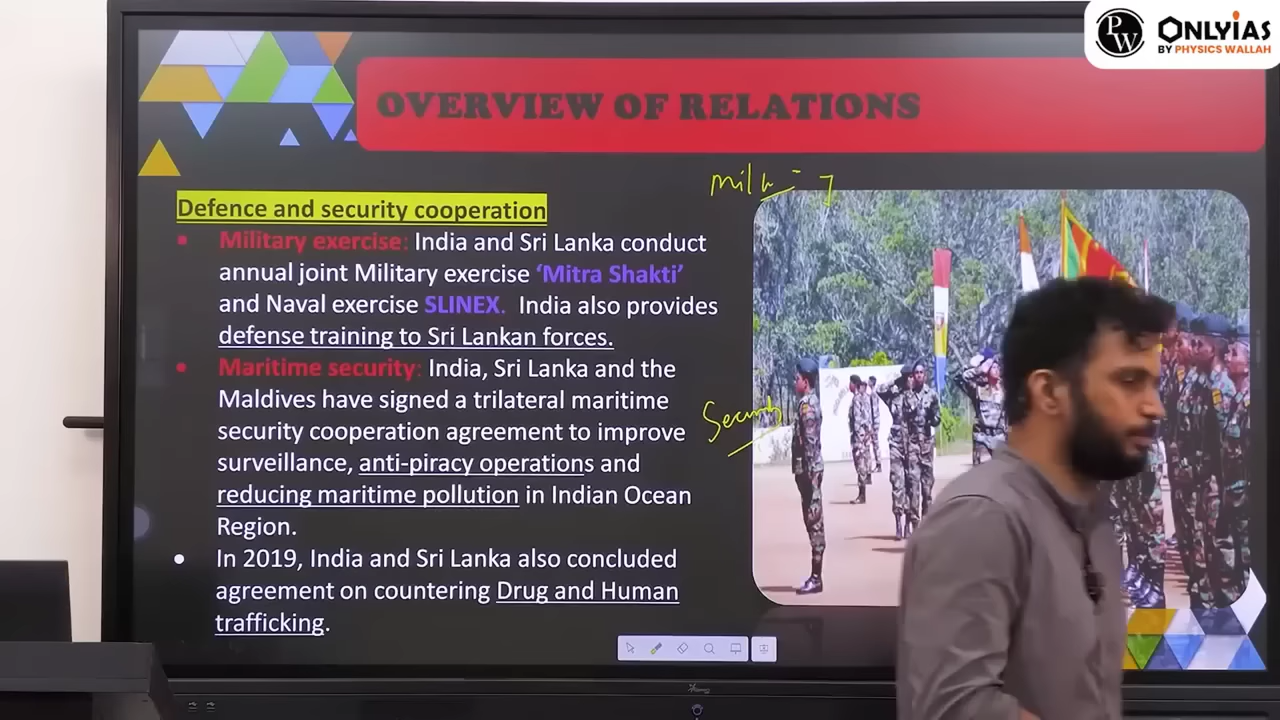 PW ONLYIAS
BY PHYSICS WALLAH
OVERVIEW OF RELATIONS
Defence and security cooperation
Military exercise: India and Sri Lanka conduct
annual joint Military exercise ‘Mitra Shakti’
and Naval exercise SLINEX. India also provides
defense training to Sri Lankan forces.
Maritime security: India, Sri Lanka and the
Maldives have signed a trilateral maritime
security cooperation agreement to improve
surveillance, anti-piracy operations and
reducing maritime pollution in Indian Ocean
Region.
In 2019, India and Sri Lanka also concluded
agreement on countering Drug and Human
trafficking.
Security